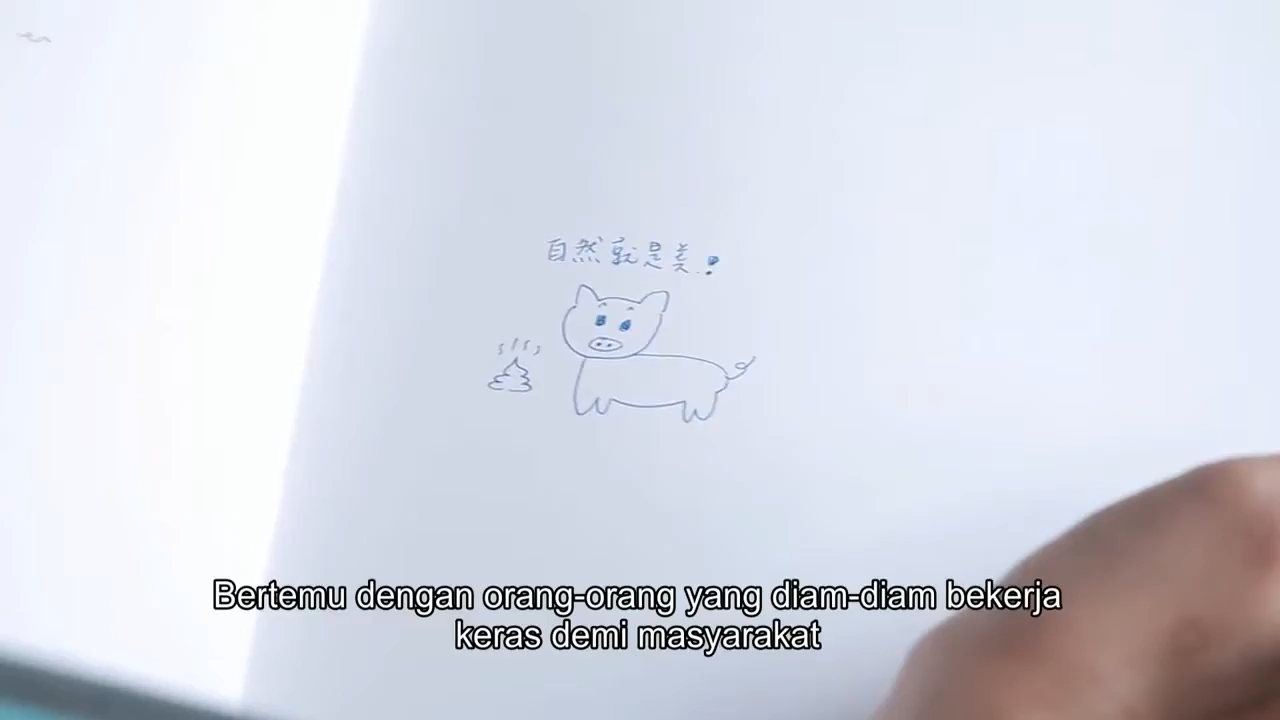 自然就是美!
Bertemu dengan orang-orang yang diam-diam bekerja
keras demi masyarakat